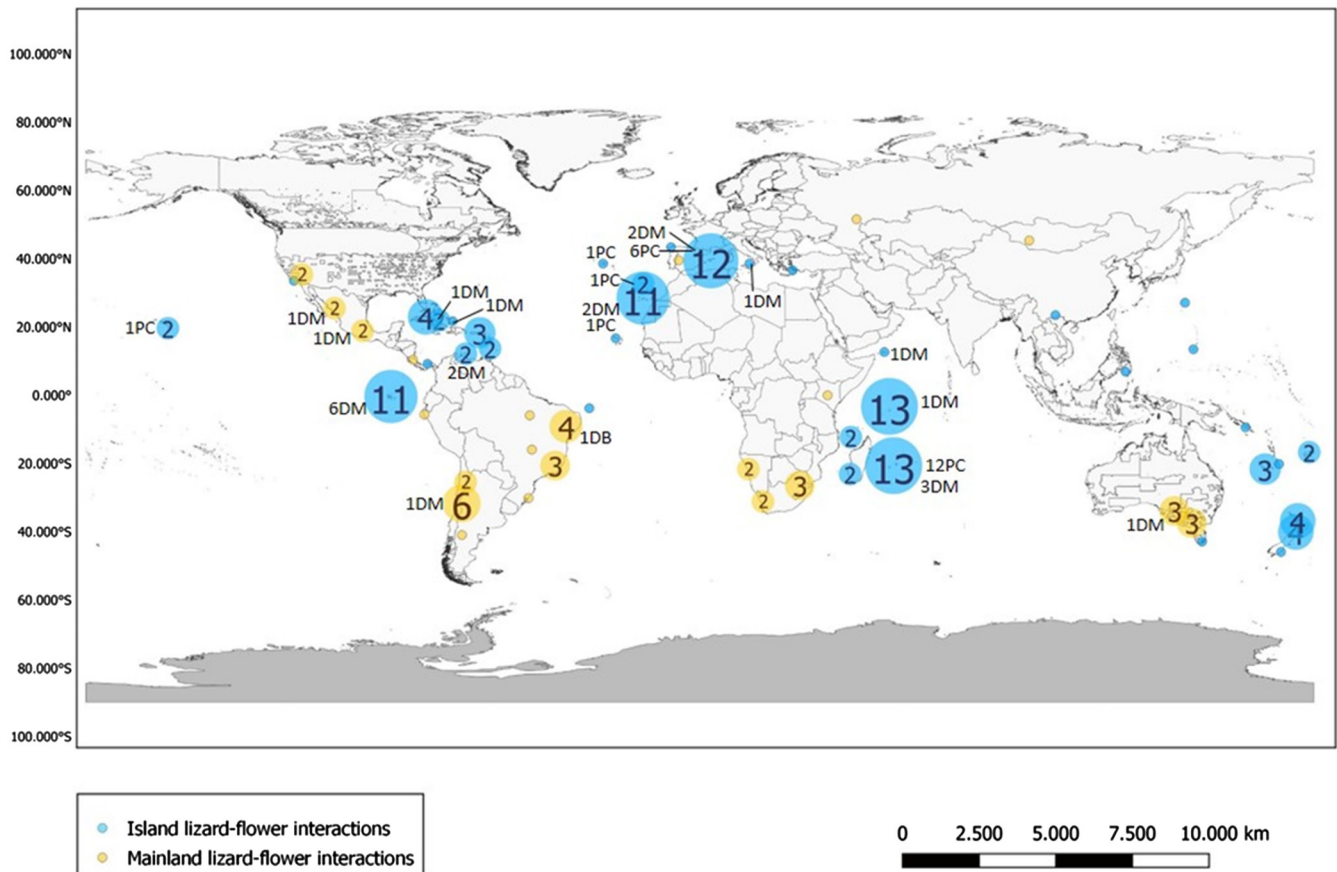 100.000°N
80.000°N
60.000°N
40.000°N
20.000°N
0.000°
20.000°S
40.000°S
60.000°S
80.000°S
100.000°S
2DM
6PC
12
1PC
1PC 2
11
2DM
1PC
1DM
2
2
1DM
2
1DM
1PC 2
4 2
1DM
1DM
3
2
2
2DM
6DM 11
4
1DB
3
2
1DM 6
1DM
13 1DM
2
13 12PC
3DM
2
2
2
3
2
3
3
3
1DM
4
4
Island lizard-flower interactions
Mainland lizard-flower interactions
0 2.500 5.000 7.500 10.000 km